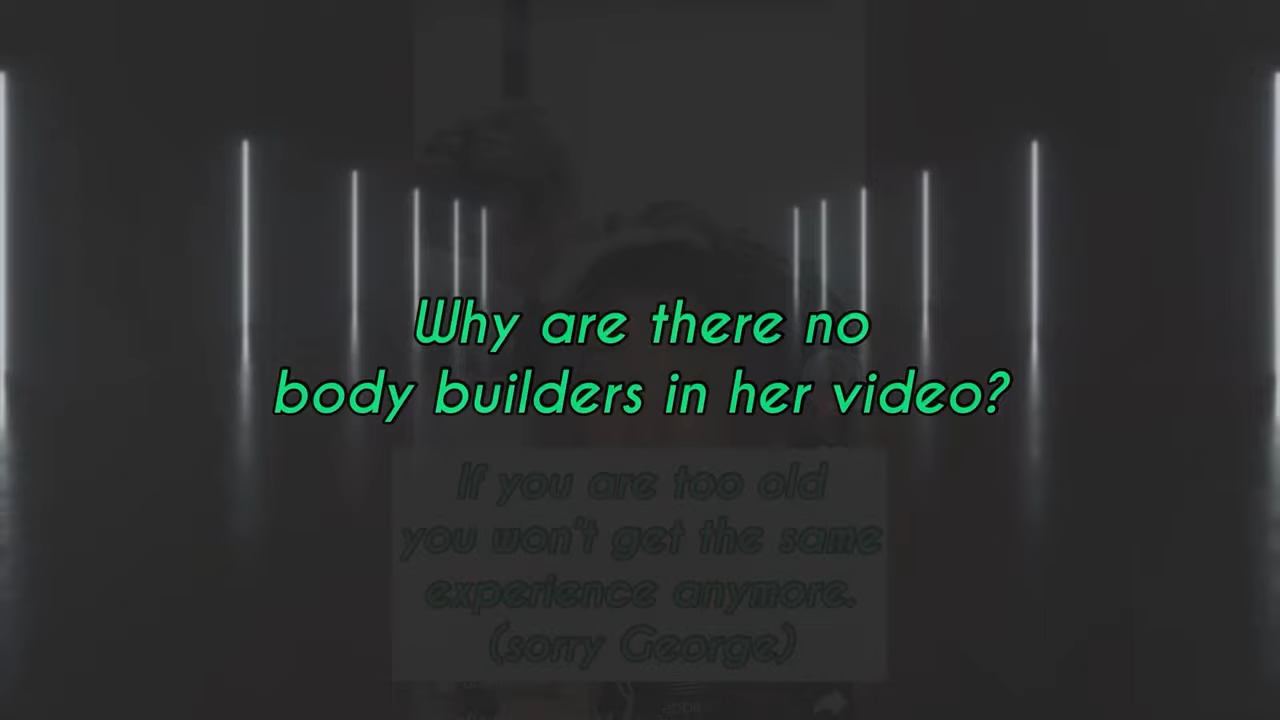 Why are there no
body builders in her video?
If you are too old
you won't get the same
experience anymore.
(sorry George)